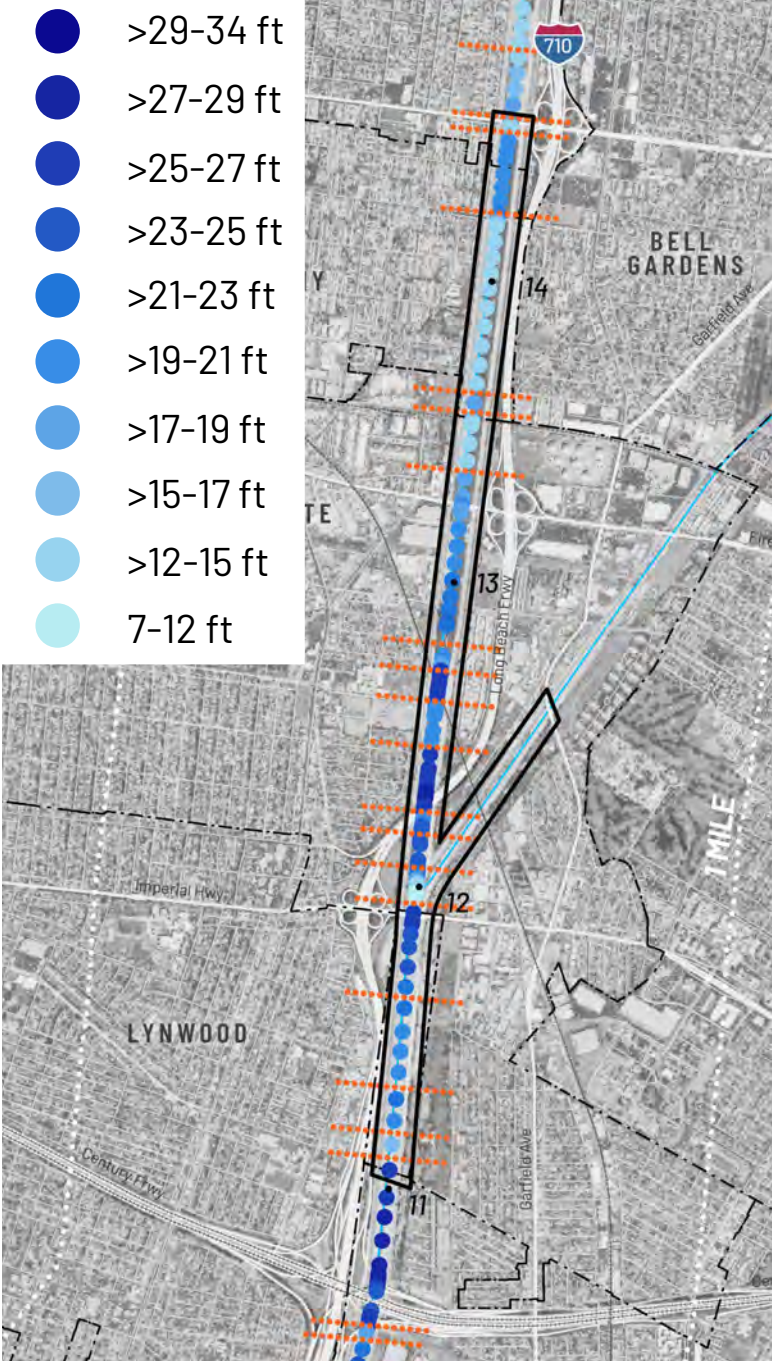 >29-34 ft
>27-29 ft
>25-27 ft
>23-25 ft
>21-23 ft
>19-21 ft
>17-19 ft
>15-17 ft
>12-15 ft
7-12 ft
710
BELL
GARDENS
Y
14
Garfield Ave
TE
Fire
13
Long Beach Frwy
1 MILE
Imperial Hwy
12
LYNWOOD
Century Frwy
Garfield Ave
11